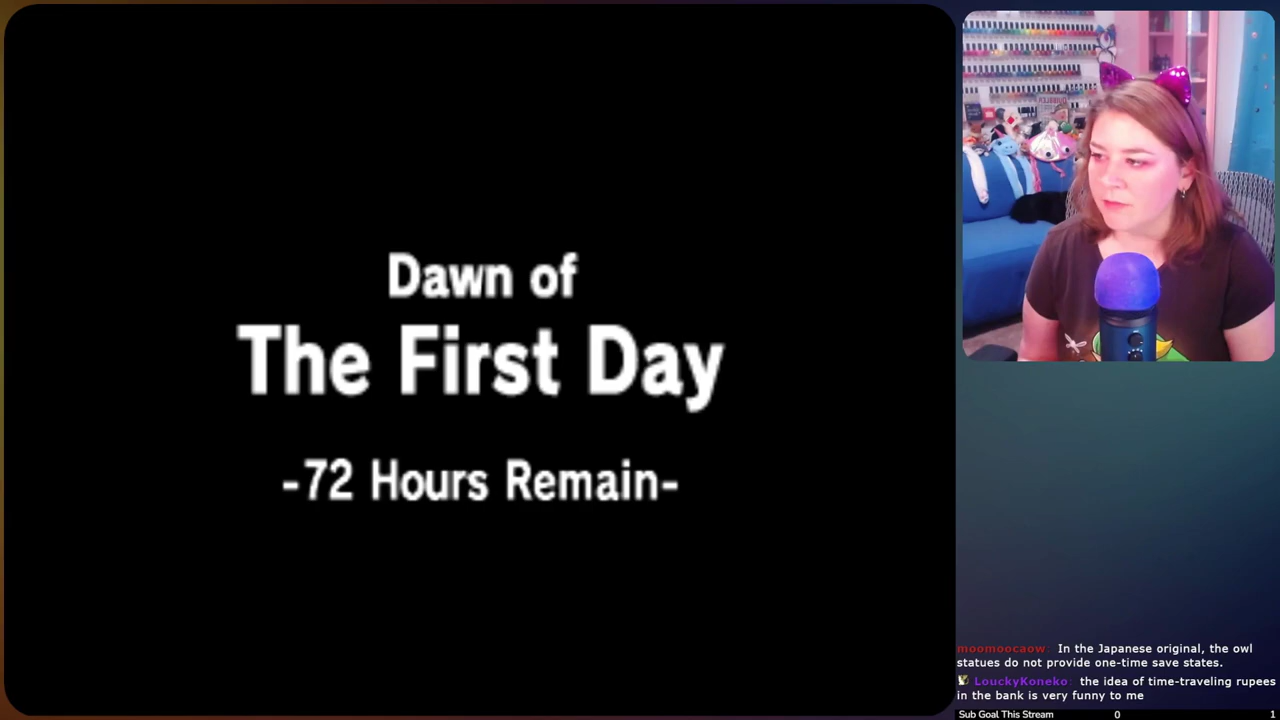 Dawn of
The First Day
-72 Hours Remain-
moomoocaow: In the Japanese original, the owl
statues do not provide one-time save states.
LouckyKoneko: the idea of time-traveling rupees
in the bank is very funny to me
Sub Goal This Stream 0 1